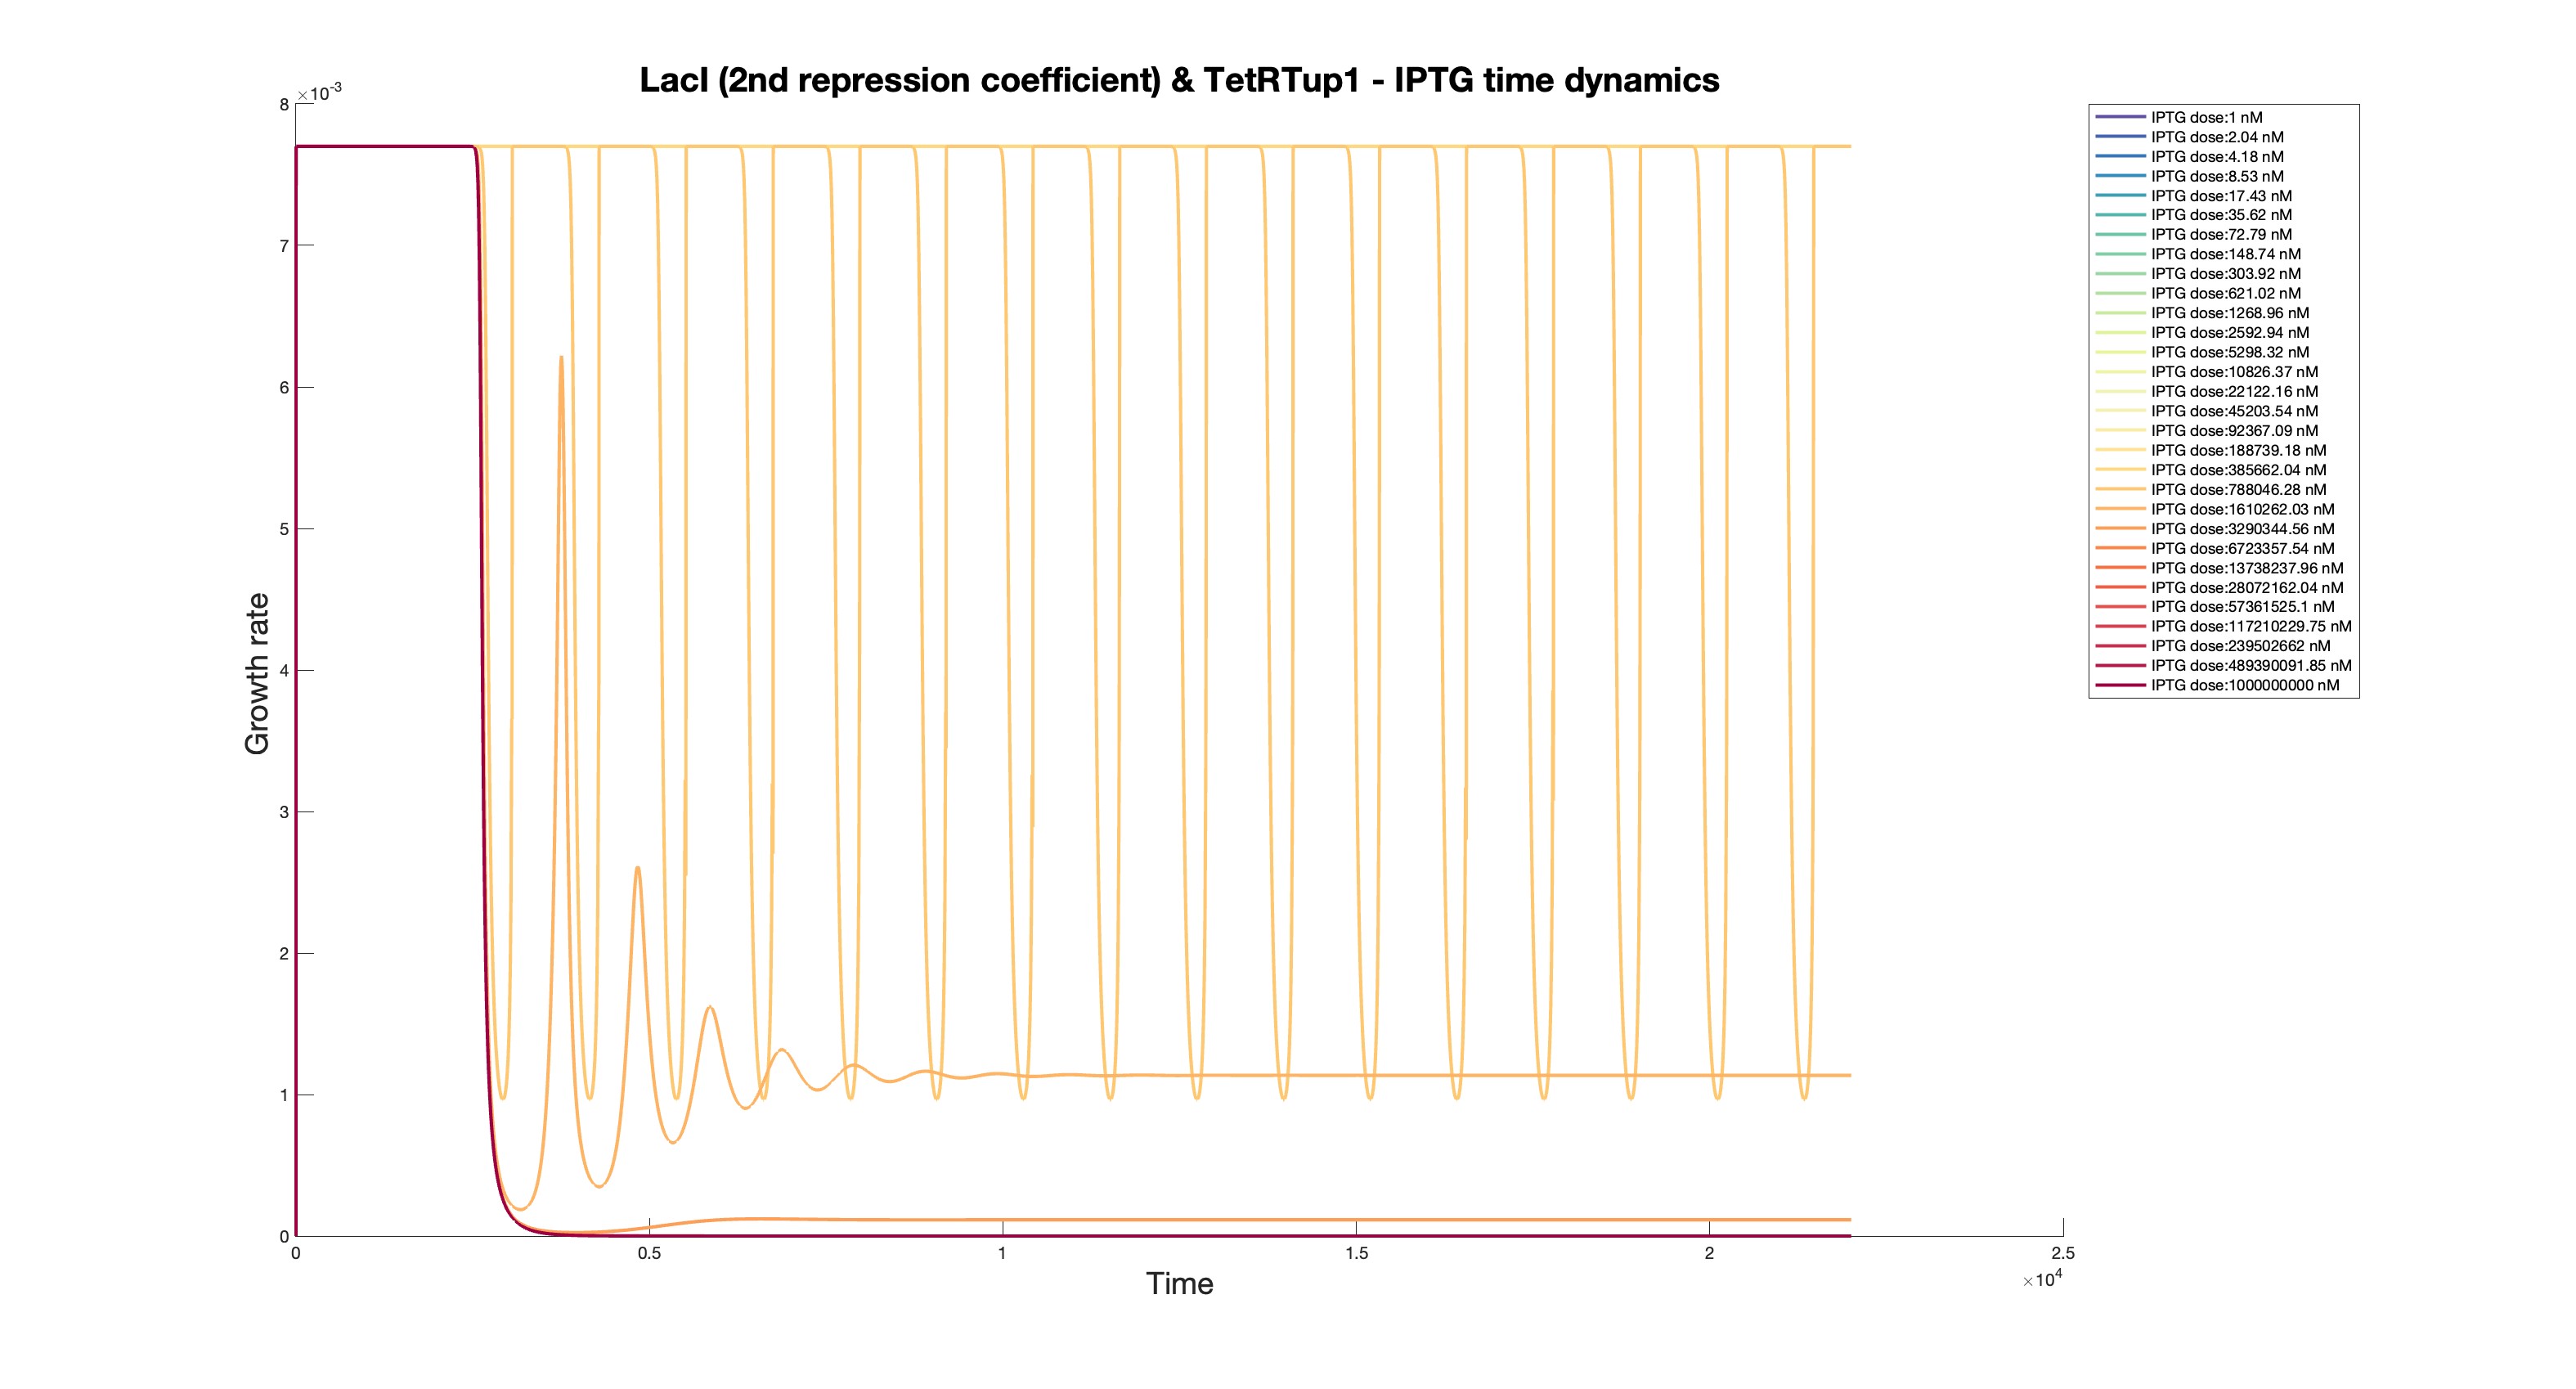 LacI (2nd repression coefficient) & TetRTup1 - IPTG time dynamics
×10-3
8
7
6
5
4
3
2
1
0
Growth rate
0 0.5 1 1.5 2 2.5
×104
Time
IPTG dose:1 nM
IPTG dose:2.04 nM
IPTG dose:4.18 nM
IPTG dose:8.53 nM
IPTG dose:17.43 nM
IPTG dose:35.62 nM
IPTG dose:72.79 nM
IPTG dose:148.74 nM
IPTG dose:303.92 nM
IPTG dose:621.02 nM
IPTG dose:1268.96 nM
IPTG dose:2592.94 nM
IPTG dose:5298.32 nM
IPTG dose:10826.37 nM
IPTG dose:22122.16 nM
IPTG dose:45203.54 nM
IPTG dose:92367.09 nM
IPTG dose:188739.18 nM
IPTG dose:385662.04 nM
IPTG dose:788046.28 nM
IPTG dose:1610262.03 nM
IPTG dose:3290344.56 nM
IPTG dose:6723357.54 nM
IPTG dose:13738237.96 nM
IPTG dose:28072162.04 nM
IPTG dose:57361525.1 nM
IPTG dose:117210229.75 nM
IPTG dose:239502662 nM
IPTG dose:489390091.85 nM
IPTG dose:1000000000 nM